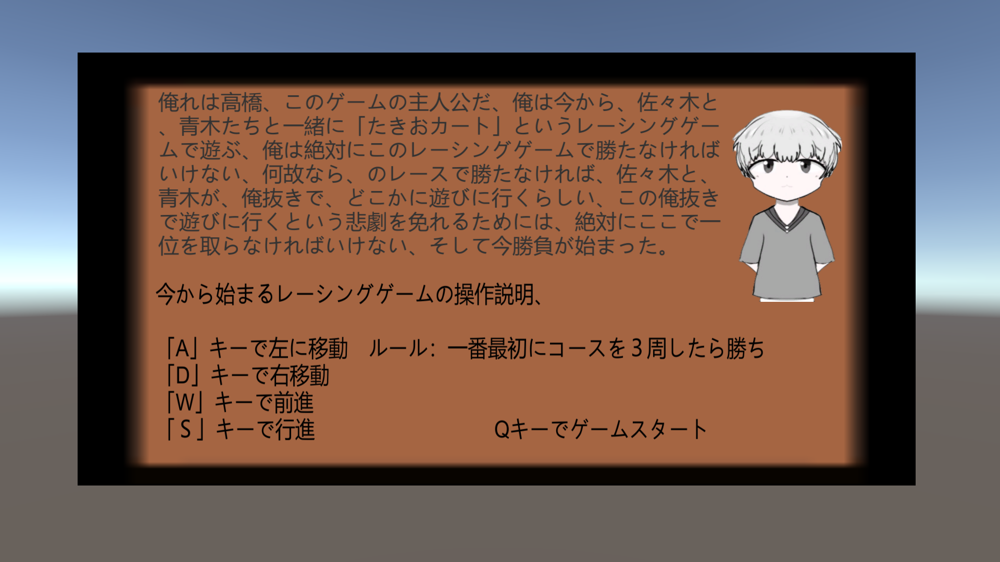 俺れは高橋、このゲームの主人公だ、俺は今から、佐々木と
、青木たちと一緒に「たきおカート」というレーシングゲー
ムで遊ぶ、俺は絶対にこのレーシングゲームで勝たなければ
いけない、何故なら、のレースで勝たなければ、佐々木と、
青木が、俺抜きで、どこかに遊びに行くらしい、この俺抜き
で遊びに行くという悲劇を免れるためには、絶対にここで一
位を取らなければいけない、そして今勝負が始まった。
今から始まるレーシングゲームの操作説明、
「A」キーで左に移動　ルール：一番最初にコースを３周したら勝ち
「D」キーで右移動
「W」キーで前進
「S」キーで行進
Qキーでゲームスタート